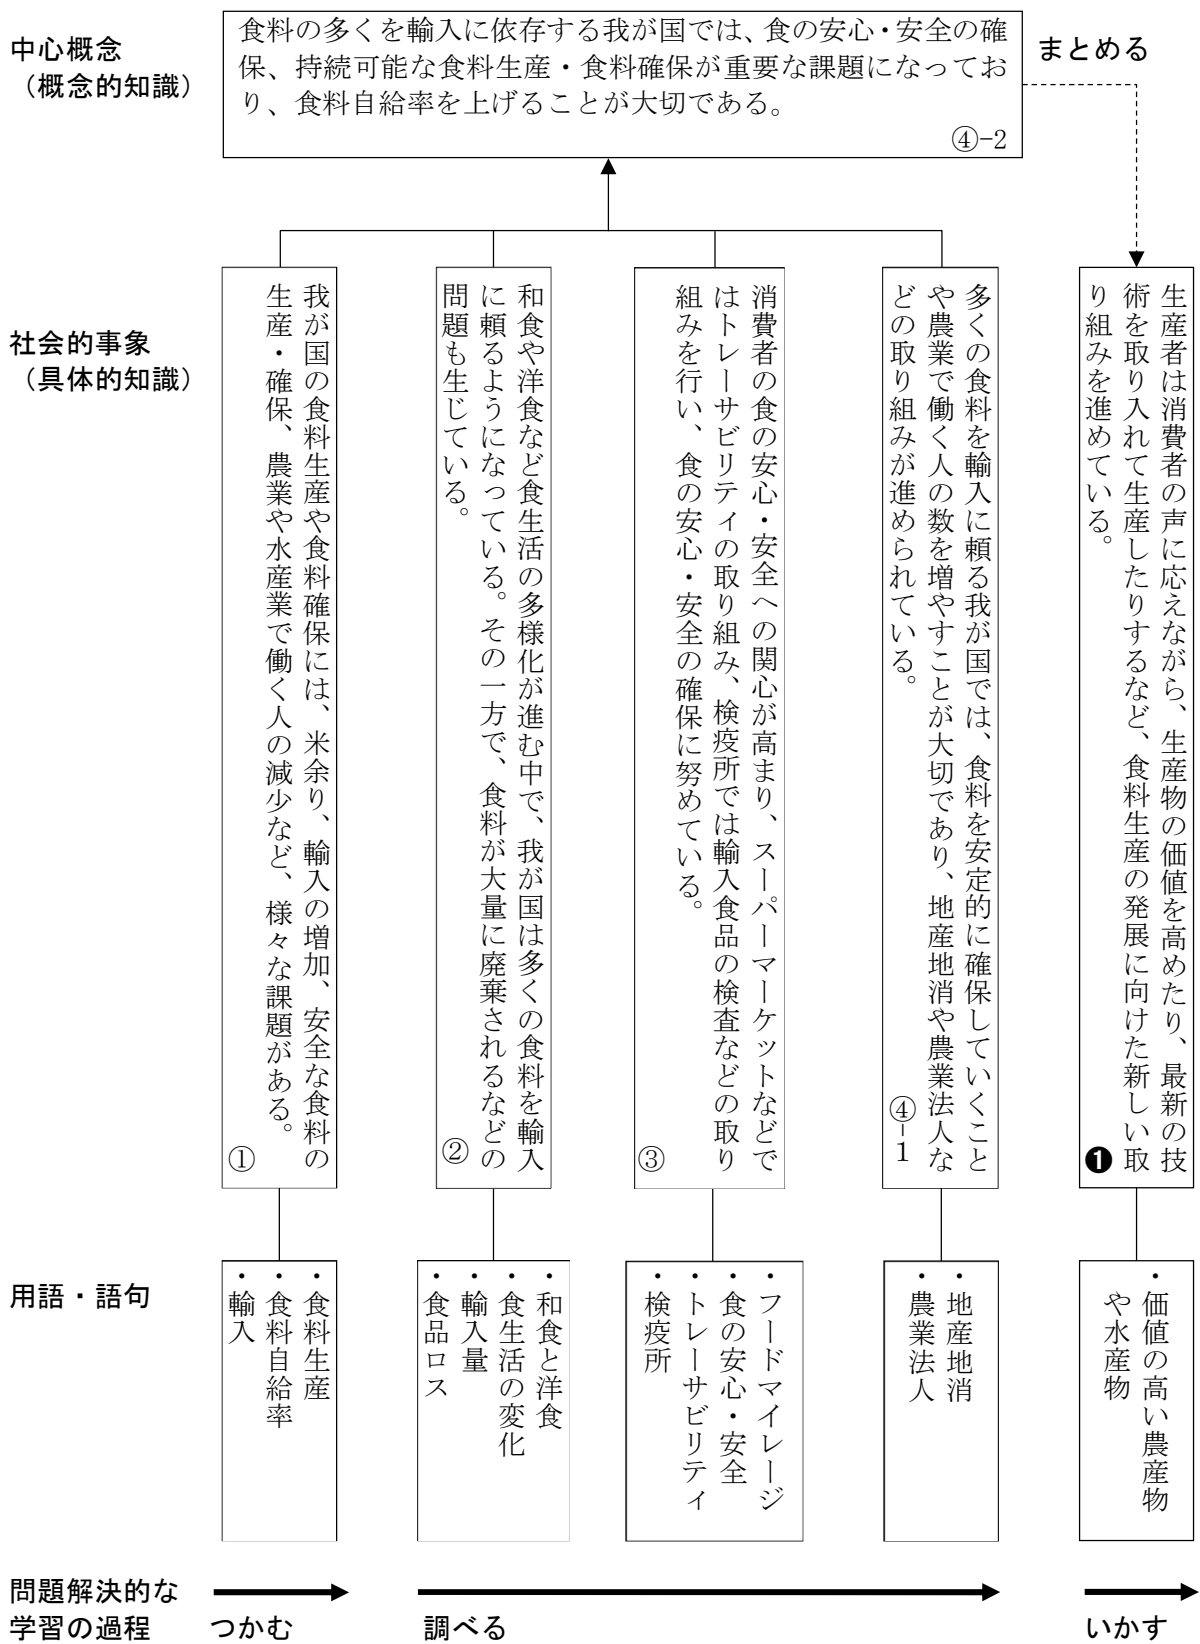 中心概念
（概念的知識）
食料の多くを輸入に依存する我が国では、食の安心・安全の確
保、持続可能な食料生産・食料確保が重要な課題になってお
り、食料自給率を上げることが大切である。
④-2
まとめる
社会的事象
（具体的知識）
我が国の食料生産や食料確保には、米余り、輸入の増加、安全な食料の
生産・確保、農業や水産業で働く人の減少など、様々な課題がある。
①
和食や洋食など食生活の多様化が進む中で、我が国は多くの食料を輸入
に頼るようになっている。その一方で、食料が大量に廃棄されるなどの
問題も生じている。
②
消費者の食の安心・安全への関心が高まり、スーパーマーケットなどで
はトレーサビリティの取り組み、検疫所では輸入食品の検査などの取り
組みを行い、食の安心・安全の確保に努めている。
③
多くの食料を輸入に頼る我が国では、食料を安定的に確保していくこと
や農業で働く人の数を増やすことが大切であり、地産地消や農業法人な
どの取り組みが進められている。
④-1
生産者は消費者の声に応えながら、生産物の価値を高めたり、最新の技
術を取り入れて生産したりするなど、食料生産の発展に向けた新しい取
り組みを進めている。
❶
用語・語句
・食料生産
・食料自給率
・輸入
・和食と洋食
・食生活の変化
・輸入量
・食品ロス
・フードマイレージ
・食の安心・安全
・トレーサビリティ
・検疫所
・地産地消
・農業法人
・価値の高い農産物
や水産物
問題解決的な
学習の過程
つかむ
調べる
いかす